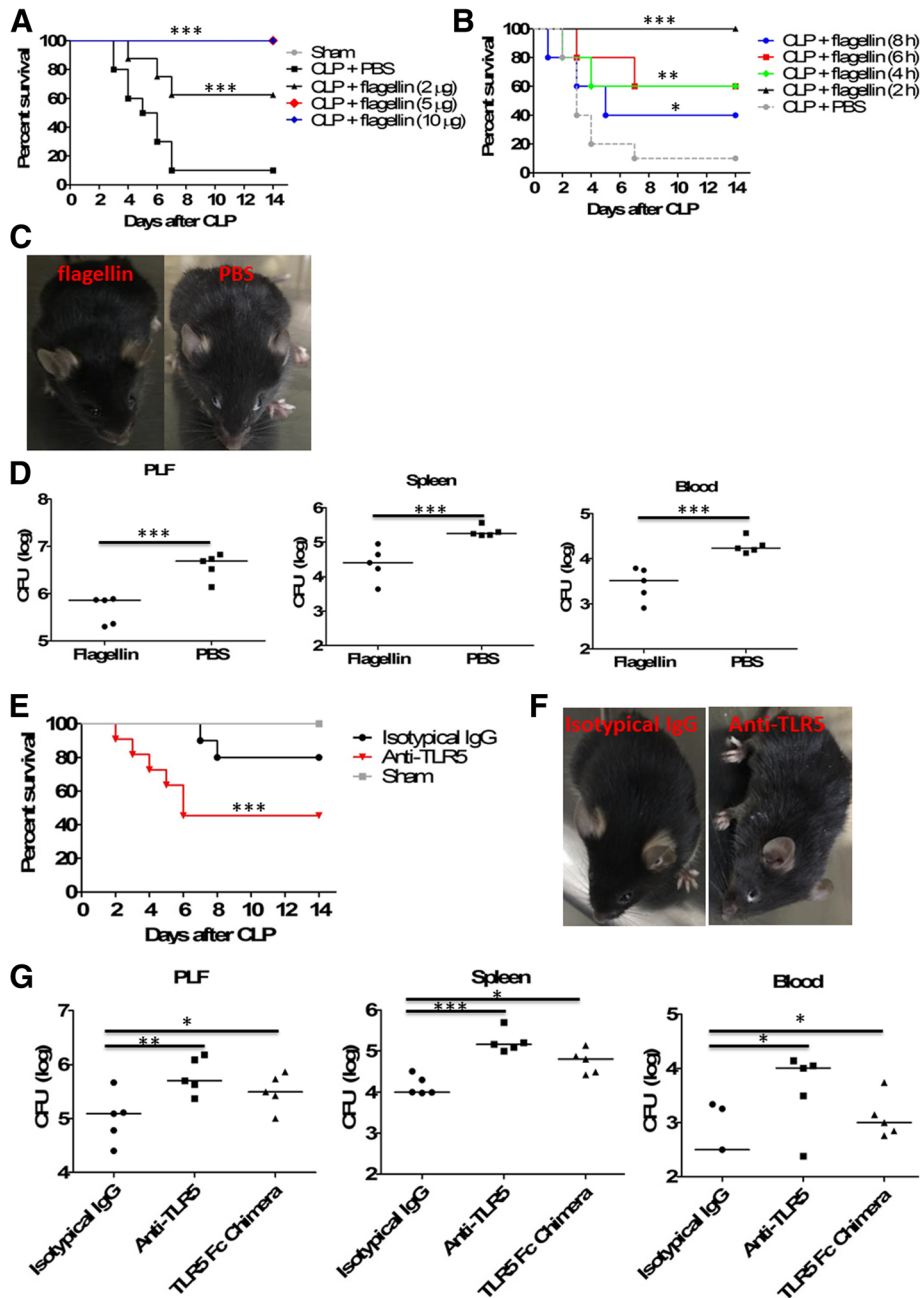 A
Percent survival
100
80
60
40
20
0
0 2 4 6 8 10 12 14
Days after CLP
***
***
Sham
CLP + PBS
CLP + flagellin (2 µg)
CLP + flagellin (5 µg)
CLP + flagellin (10 µg)
B
Percent survival
100
80
60
40
20
0
0 2 4 6 8 10 12 14
Days after CLP
***
**
*
CLP + flagellin (8 h)
CLP + flagellin (6 h)
CLP + flagellin (4 h)
CLP + flagellin (2 h)
CLP + PBS
C
flagellin
PBS
D
PLF
CFU (log)
8
7
6
5
***
Flagellin PBS
Spleen
CFU (log)
6
5
4
3
2
***
Flagellin PBS
Blood
CFU (log)
5
4
3
2
***
Flagellin PBS
E
Percent survival
100
80
60
40
20
0
0 2 4 6 8 10 12 14
Days after CLP
***
Isotypical IgG
Anti-TLR5
Sham
F
Isotypical IgG
Anti-TLR5
G
PLF
CFU (log)
7
6
5
4
*
**
Isotypical IgG
Anti-TLR5
TLR5 Fc Chimera
Spleen
CFU (log)
6
5
4
3
2
*
***
Isotypical IgG
Anti-TLR5
TLR5 Fc Chimera
Blood
CFU (log)
5
4
3
2
*
*
Isotypical IgG
Anti-TLR5
TLR5 Fc Chimera